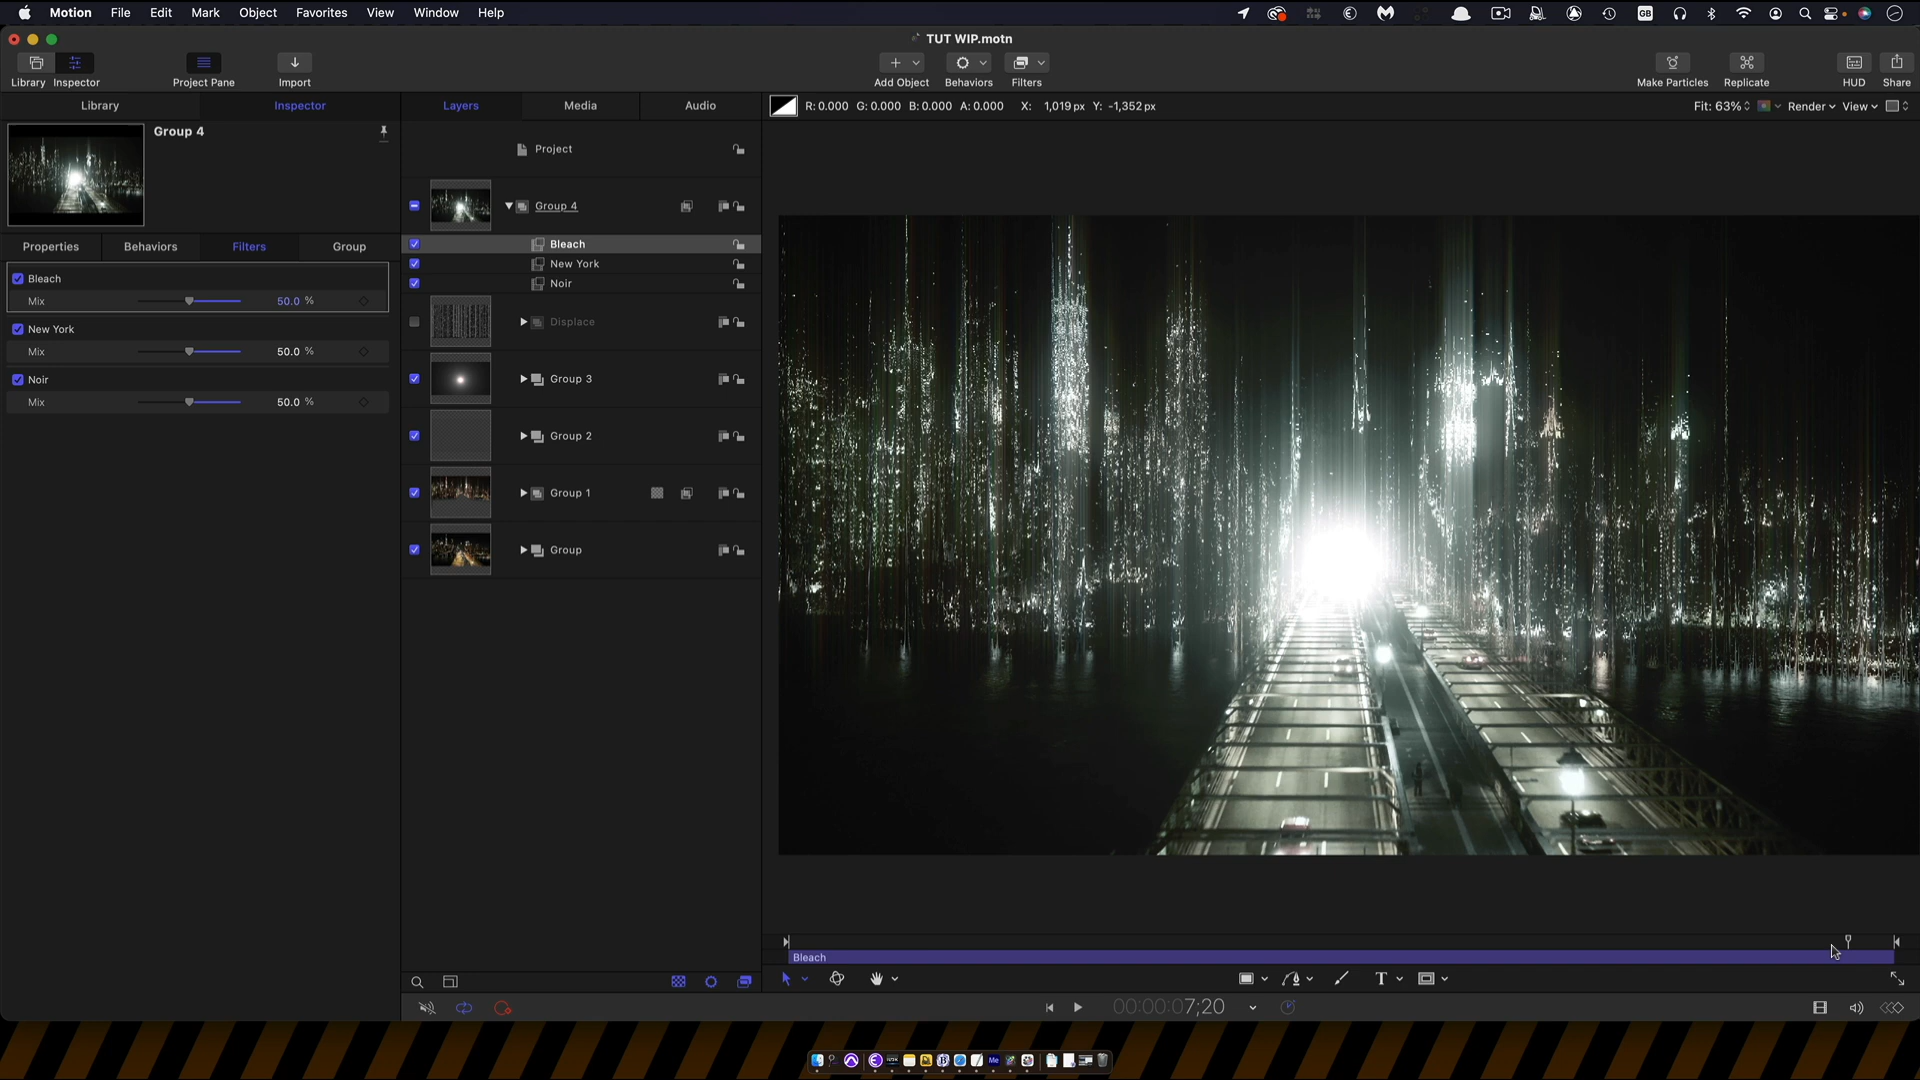 Motion File Edit Mark Object Favorites View Window Help GB
TUT WIP.motn
Library Inspector Project Pane Import Add Object Behaviors Filters Make Particles Replicate HUD Share
Library Inspector Layers Media Audio R: 0.000 G: 0.000 B: 0.000 A: 0.000 X: 1,019 px Y: -1,352 px Fit: 63% Render View
Group 4
Properties Behaviors Filters Group
Bleach
Mix 50.0 %
New York
Mix 50.0 %
Noir
Mix 50.0 %
Project
Group 4
Bleach
New York
Noir
Displace
Group 3
Group 2
Group 1
Group
Bleach
T
00:00:07;20
Me